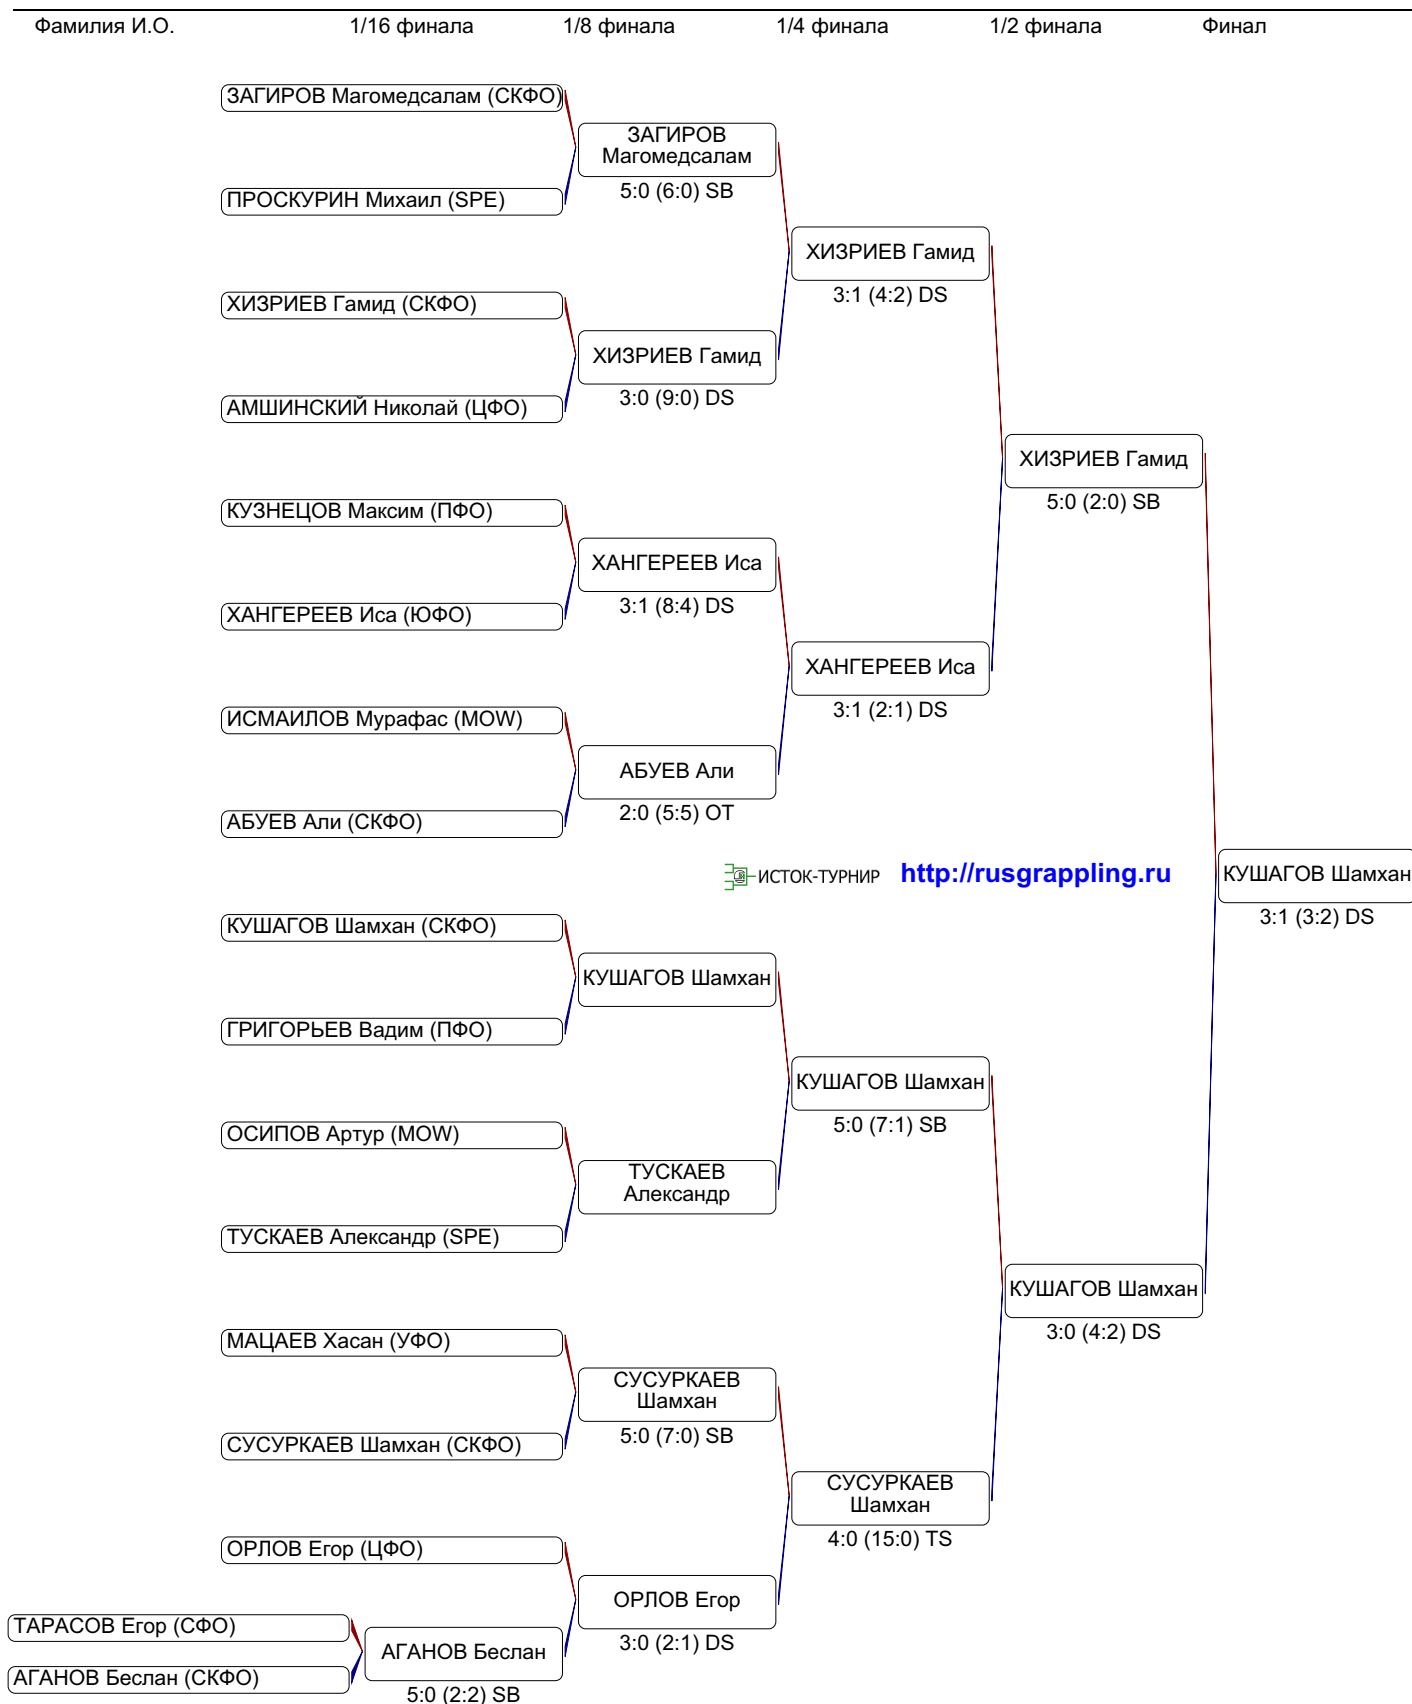 Фамилия И.О. 1/16 финала 1/8 финала 1/4 финала 1/2 финала Финал
ЗАГИРОВ Магомедсалам (СКФО)
ЗАГИРОВ
Магомедсалам
5:0 (6:0) SB
ПРОСКУРИН Михаил (SPE)
ХИЗРИЕВ Гамид
3:1 (4:2) DS
ХИЗРИЕВ Гамид (СКФО)
ХИЗРИЕВ Гамид
3:0 (9:0) DS
АМШИНСКИЙ Николай (ЦФО)
ХИЗРИЕВ Гамид
5:0 (2:0) SB
КУЗНЕЦОВ Максим (ПФО)
ХАНГЕРЕЕВ Иса
3:1 (8:4) DS
ХАНГЕРЕЕВ Иса (ЮФО)
ХАНГЕРЕЕВ Иса
3:1 (2:1) DS
ИСМАИЛОВ Мурафас (MOW)
АБУЕВ Али
2:0 (5:5) OT
АБУЕВ Али (СКФО)
ИСТОК-ТУРНИР http://rusgrappling.ru
КУШАГОВ Шамхан
3:1 (3:2) DS
КУШАГОВ Шамхан (СКФО)
КУШАГОВ Шамхан
ГРИГОРЬЕВ Вадим (ПФО)
КУШАГОВ Шамхан
5:0 (7:1) SB
ОСИПОВ Артур (MOW)
ТУСКАЕВ
Александр
ТУСКАЕВ Александр (SPE)
КУШАГОВ Шамхан
3:0 (4:2) DS
МАЦАЕВ Хасан (УФО)
СУСУРКАЕВ
Шамхан
5:0 (7:0) SB
СУСУРКАЕВ Шамхан (СКФО)
СУСУРКАЕВ
Шамхан
4:0 (15:0) TS
ОРЛОВ Егор (ЦФО)
ОРЛОВ Егор
3:0 (2:1) DS
ТАРАСОВ Егор (СФО)
АГАНОВ Беслан
5:0 (2:2) SB
АГАНОВ Беслан (СКФО)